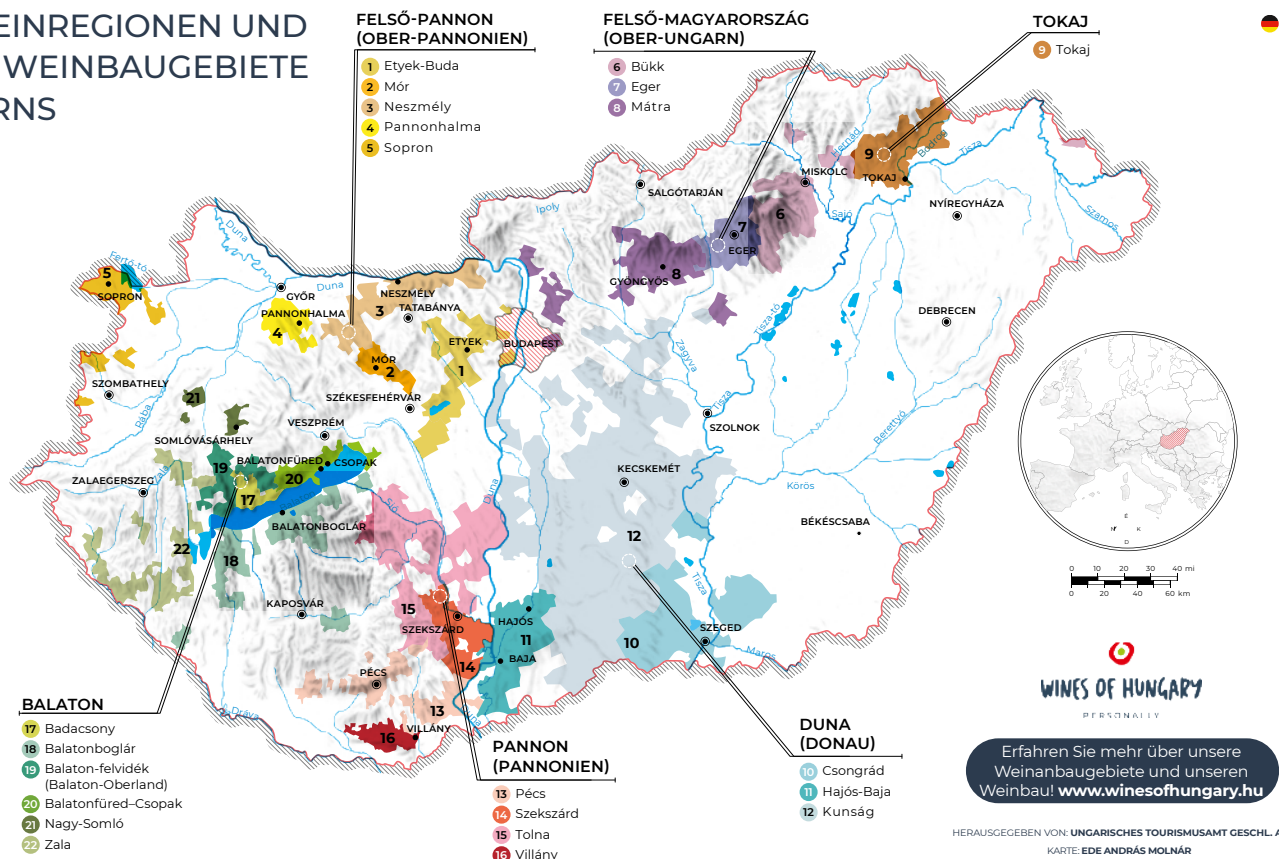 EINREGIONEN UND
WEINBAUGEBIETE
RNS
FELSŐ-PANNON
(OBER-PANNONIEN)
1 Etyek-Buda
2 Mór
3 Neszmély
4 Pannonhalma
5 Sopron
FELSŐ-MAGYARORSZÁG
(OBER-UNGARN)
6 Bükk
7 Eger
8 Mátra
TOKAJ
9 Tokaj
Hernád
Bodrog
Tisza
9
TOKAJ
MISKOLC
SALGÓTARJÁN
NYÍREGYHÁZA
Szamos
Sajó
Ipoly
6
7
EGER
Duna
Fertő-tó
5
SOPRON
GYŐR
Duna
NESZMÉLY
3
TATABÁNYA
PANNONHALMA
4
GYÖNGYÖS
8
Tisza-tó
DEBRECEN
ETYEK
BUDAPEST
MÓR
2
1
Zagyva
SZOMBATHELY
21
Rába
SZÉKESFEHÉRVÁR
VESZPRÉM
SOMLÓVÁSÁRHELY
Tisza
SZOLNOK
Berettyó
19
BALATONFÜRED
CSOPAK
20
Zala
ZALAEGERSZEG
17
KECSKEMÉT
Duna
Sió
Körös
BALATONBOGLÁR
BÉKÉSCSABA
12
22
18
Tisza
KAPOSVÁR
15
SZEKSZÁRD
HAJÓS
11
10
SZEGED
Maros
BAJA
14
PÉCS
13
Dráva
16
VILLÁNY
Duna
É
NY
K
D
0 10 20 30 40 mi
0 20 40 60 km
WINES OF HUNGARY
PERSONALLY
BALATON
17 Badacsony
18 Balatonboglár
19 Balaton-felvidék
(Balaton-Oberland)
20 Balatonfüred–Csopak
21 Nagy-Somló
22 Zala
PANNON
(PANNONIEN)
13 Pécs
14 Szekszárd
15 Tolna
16 Villány
DUNA
(DONAU)
10 Csongrád
11 Hajós-Baja
12 Kunság
Erfahren Sie mehr über unsere
Weinanbaugebiete und unseren
Weinbau! www.winesofhungary.hu
HERAUSGEGEBEN VON: UNGARISCHES TOURISMUSAMT GESCHL. A
KARTE: EDE ANDRÁS MOLNÁR